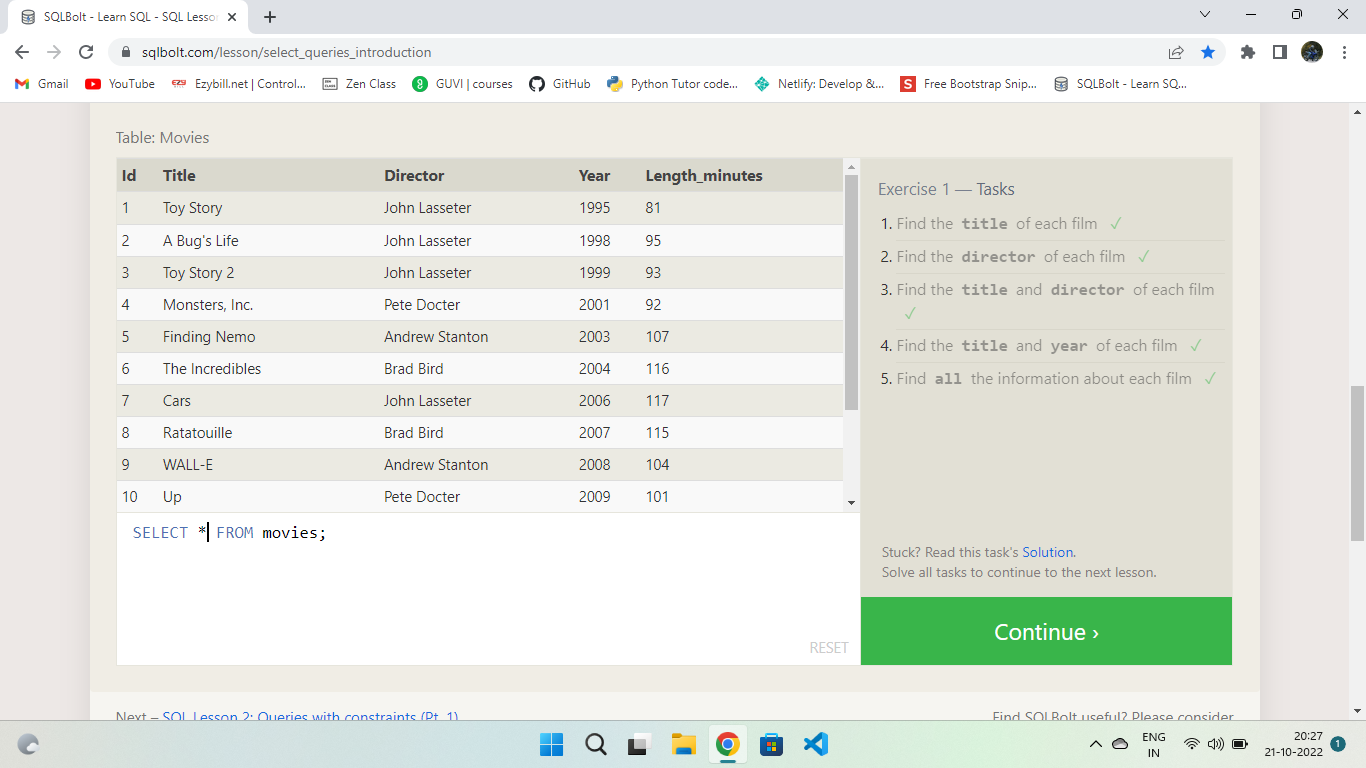 SQLBolt - Learn SQL - SQL Lesson
sqlbolt.com/lesson/select_queries_introduction
Gmail YouTube Ezybill.net | Control... Zen Class GUVI | courses GitHub Python Tutor code... Netlify: Develop &... Free Bootstrap Snip... SQLBolt - Learn SQ...
Table: Movies
Id Title Director Year Length_minutes
1 Toy Story John Lasseter 1995 81
2 A Bug's Life John Lasseter 1998 95
3 Toy Story 2 John Lasseter 1999 93
4 Monsters, Inc. Pete Docter 2001 92
5 Finding Nemo Andrew Stanton 2003 107
6 The Incredibles Brad Bird 2004 116
7 Cars John Lasseter 2006 117
8 Ratatouille Brad Bird 2007 115
9 WALL-E Andrew Stanton 2008 104
10 Up Pete Docter 2009 101
SELECT * FROM movies;
RESET
Exercise 1 — Tasks
1. Find the title of each film ✓
2. Find the director of each film ✓
3. Find the title and director of each film
✓
4. Find the title and year of each film ✓
5. Find all the information about each film ✓
Stuck? Read this task's Solution.
Solve all tasks to continue to the next lesson.
Continue ›
Next – SQL Lesson 2: Queries with constraints (Pt. 1)
Find SQLBolt useful? Please consider
ENG
IN
20:27
21-10-2022
1